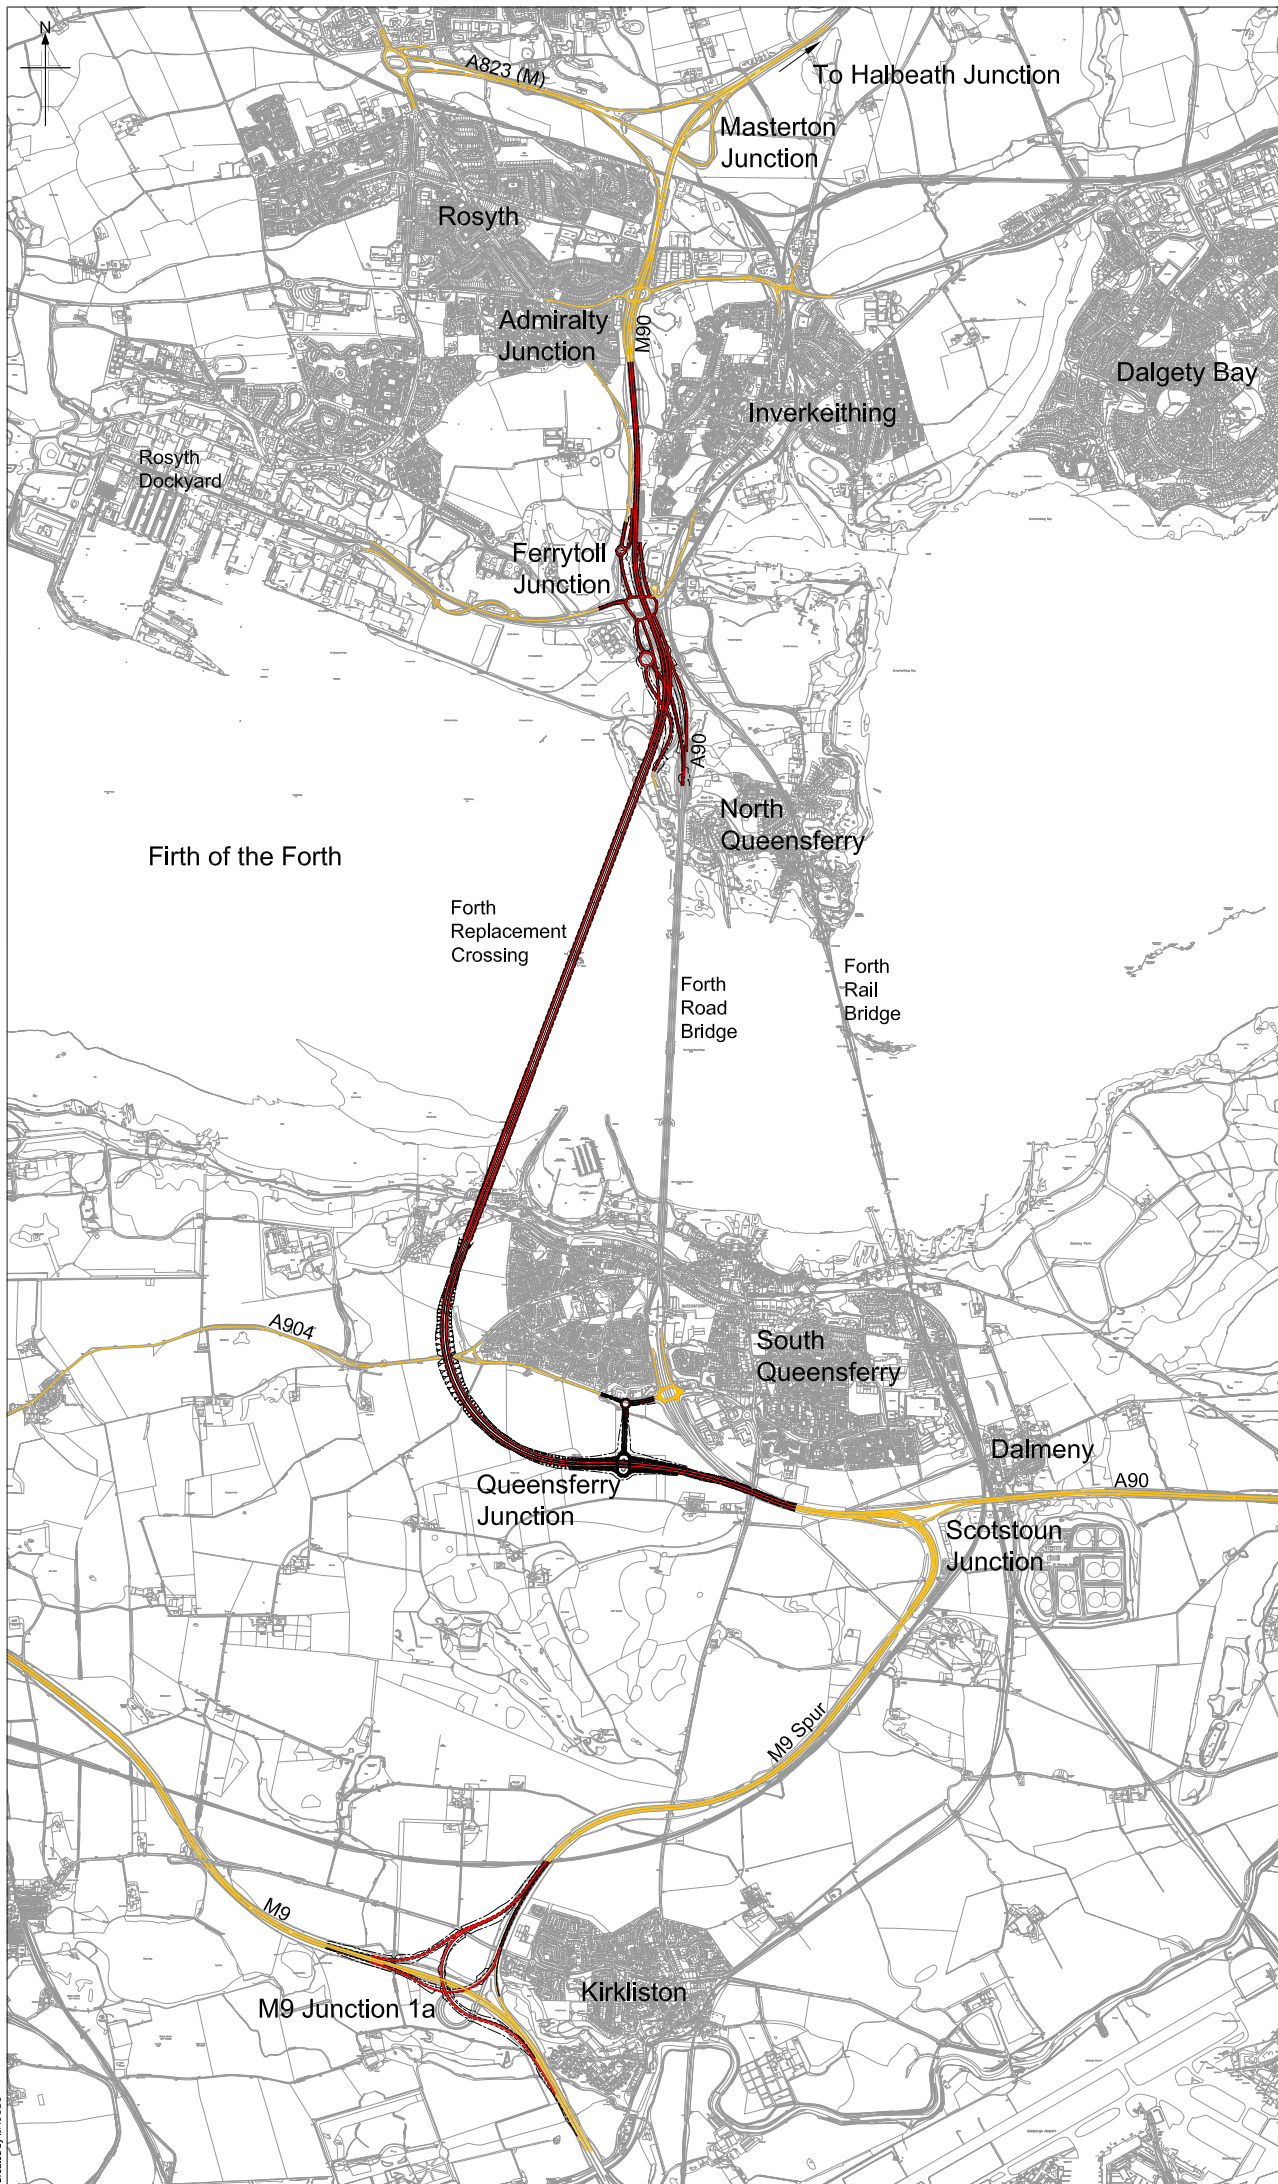 N
A823 (M)
To Halbeath Junction
Masterton
Junction
Rosyth
Admiralty
Junction
M90
Dalgety Bay
Inverkeithing
Rosyth
Dockyard
Ferrytoll
Junction
A90
North
Queensferry
Firth of the Forth
Forth
Replacement
Crossing
Forth
Road
Bridge
Forth
Rail
Bridge
A904
South
Queensferry
Dalmeny
A90
Queensferry
Junction
Scotstoun
Junction
M9 Spur
M9
M9 Junction 1a
Kirkliston